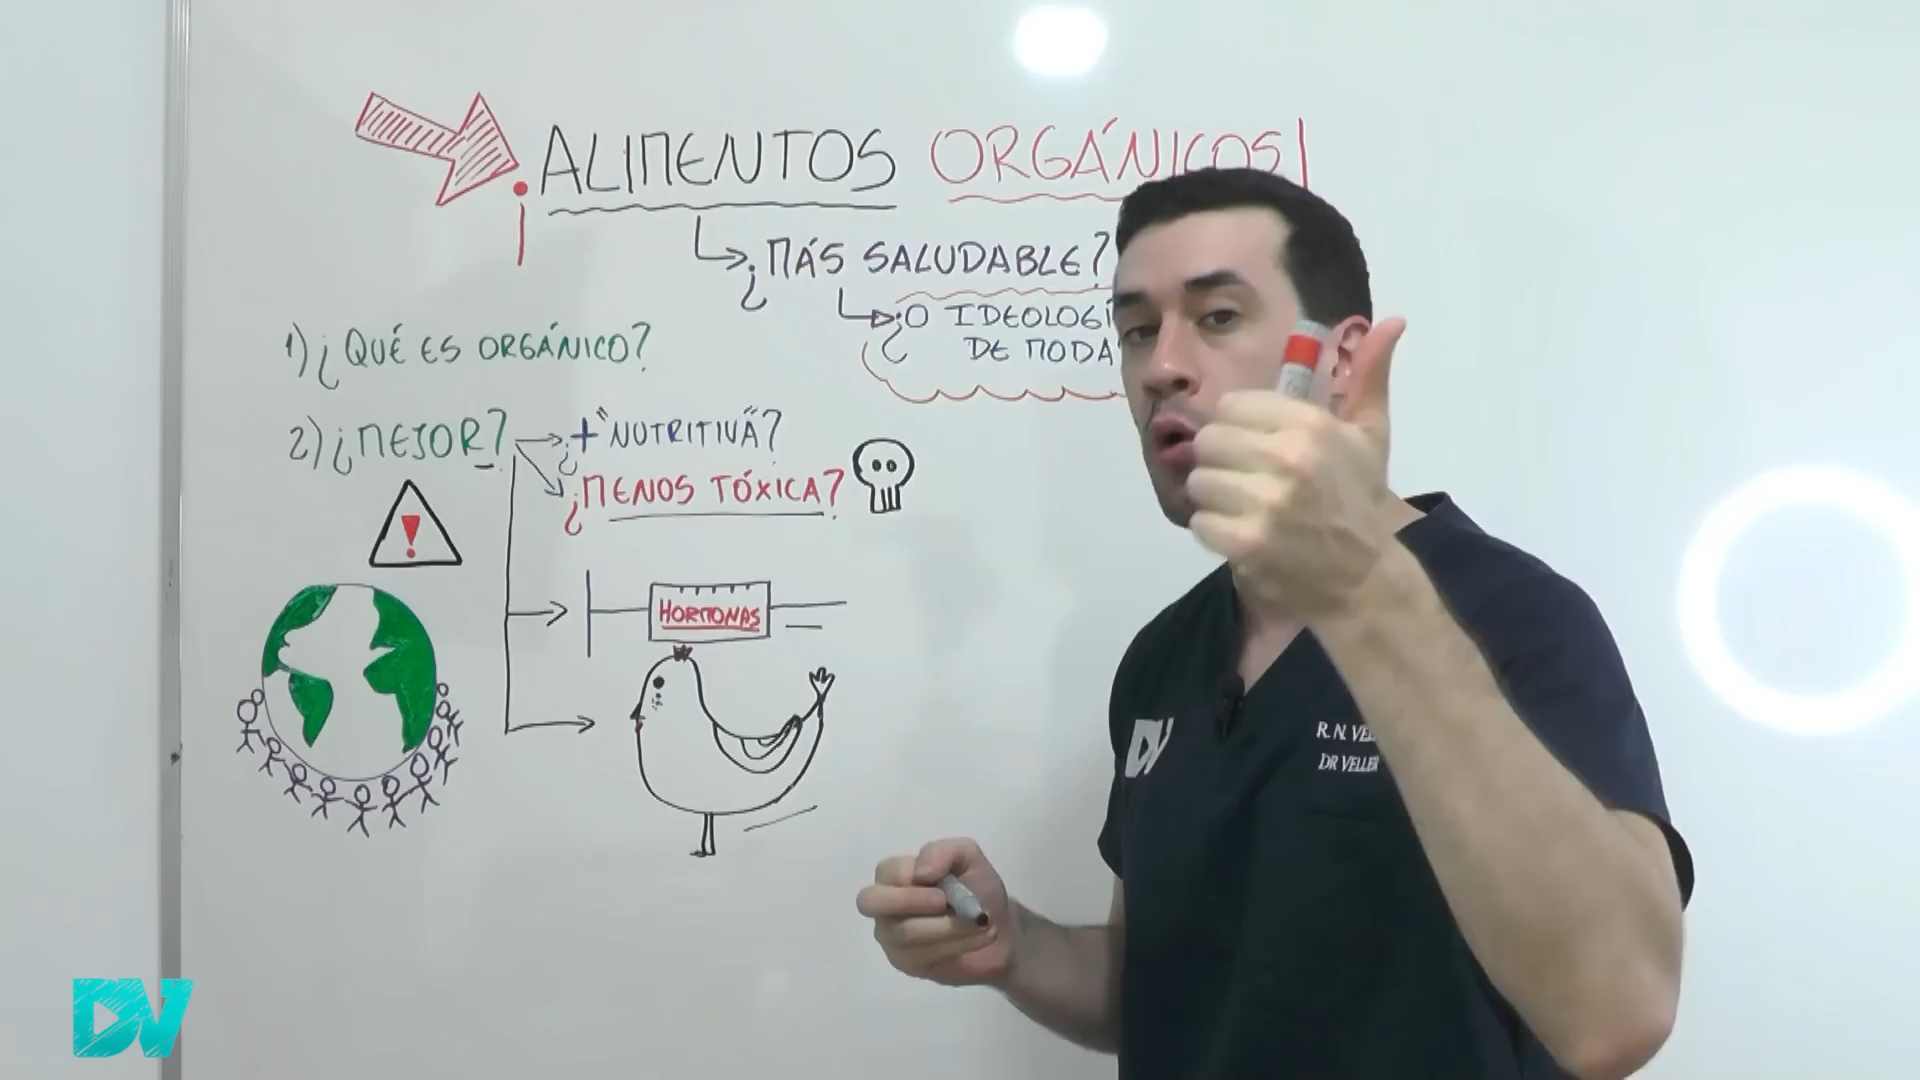 ¡ALIMENTOS ORGÁNICOS!
¿MÁS SALUDABLE?
¿O IDEOLOGÍ
DE MODA
1) ¿QUÉ ES ORGÁNICO?
2) ¿MEJOR?
¿+ "NUTRITIVA"?
¿MENOS TÓXICA?
HORMONAS
DV
R. N. VEL
DR VELLER
DV